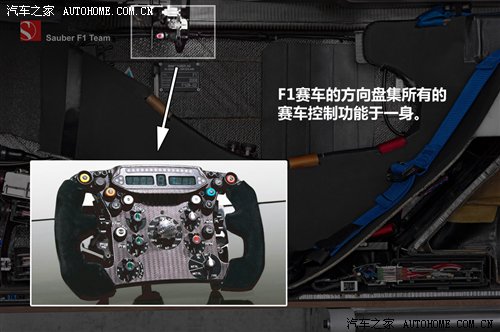 汽车之家 AUTOHOME.COM.CN
Sauber F1 Team
F1赛车的方向盘集所有的
赛车控制功能于一身。
汽车之家 AUTOHOME.COM.CN